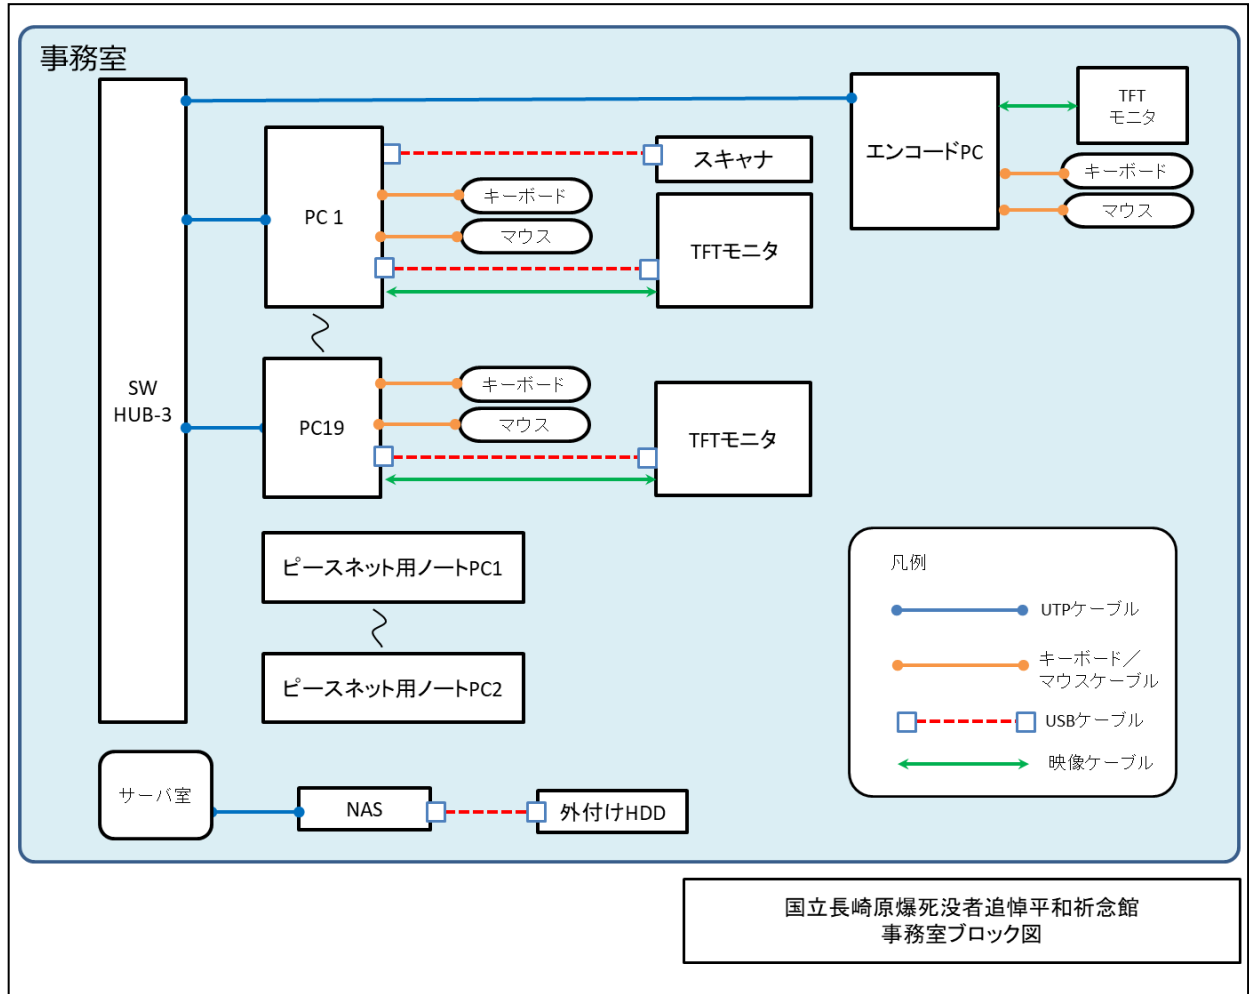 事務室
SW
HUB-3
PC 1
スキャナ
キーボード
マウス
TFTモニタ
エンコードPC
TFT
モニタ
キーボード
マウス
PC19
キーボード
マウス
TFTモニタ
ピースネット用ノートPC1
ピースネット用ノートPC2
凡例
UTPケーブル
キーボード／
マウスケーブル
USBケーブル
映像ケーブル
サーバ室
NAS
外付けHDD
国立長崎原爆死没者追悼平和祈念館
事務室ブロック図